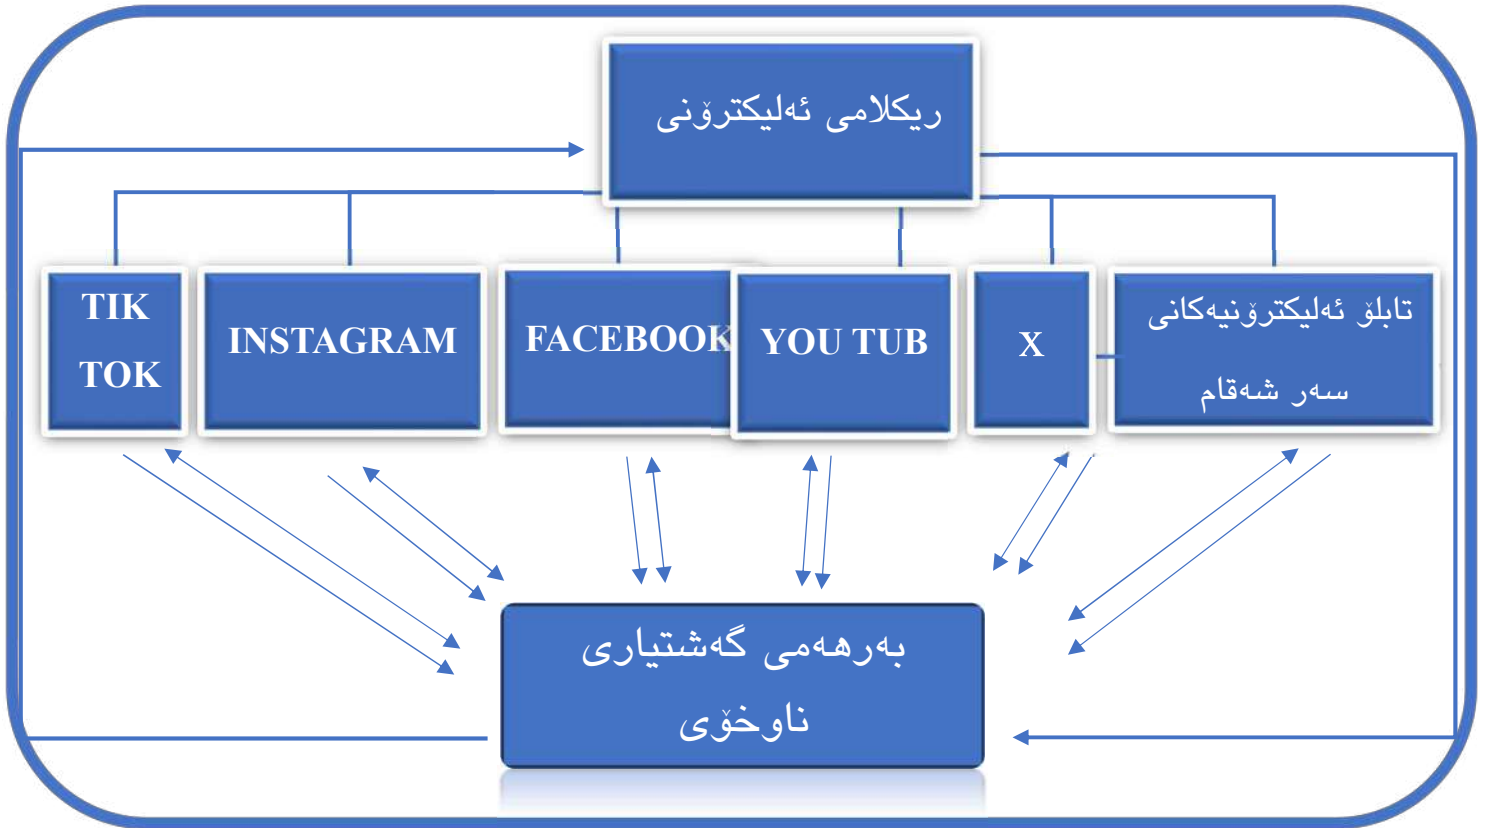 ریکلامی ئەلیکترۆنی
TIK
TOK
INSTAGRAM
FACEBOOK
YOU TUB
X
تابلۆ ئەلیکترۆنیەکانی
سەر شەقام
بەرهەمی گەشتیاری
ناوخۆی